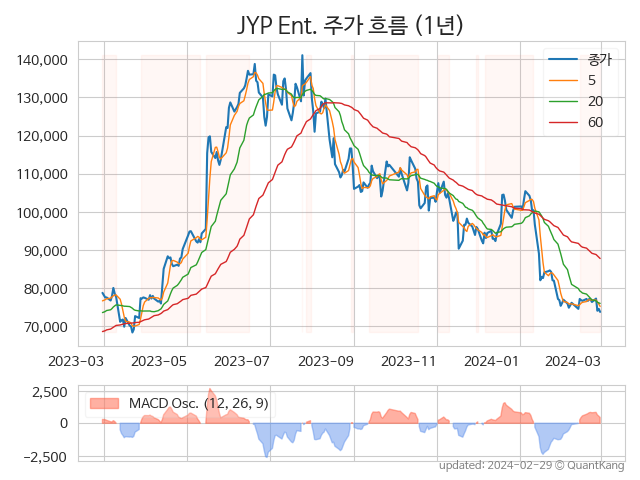 JYP Ent. 주가 흐름 (1년)
140,000
130,000
120,000
110,000
100,000
90,000
80,000
70,000
종가
5
20
60
2023-03 2023-05 2023-07 2023-09 2023-11 2024-01 2024-03
2,500
0
−2,500
MACD Osc. (12, 26, 9)
updated: 2024-02-29 © QuantKang